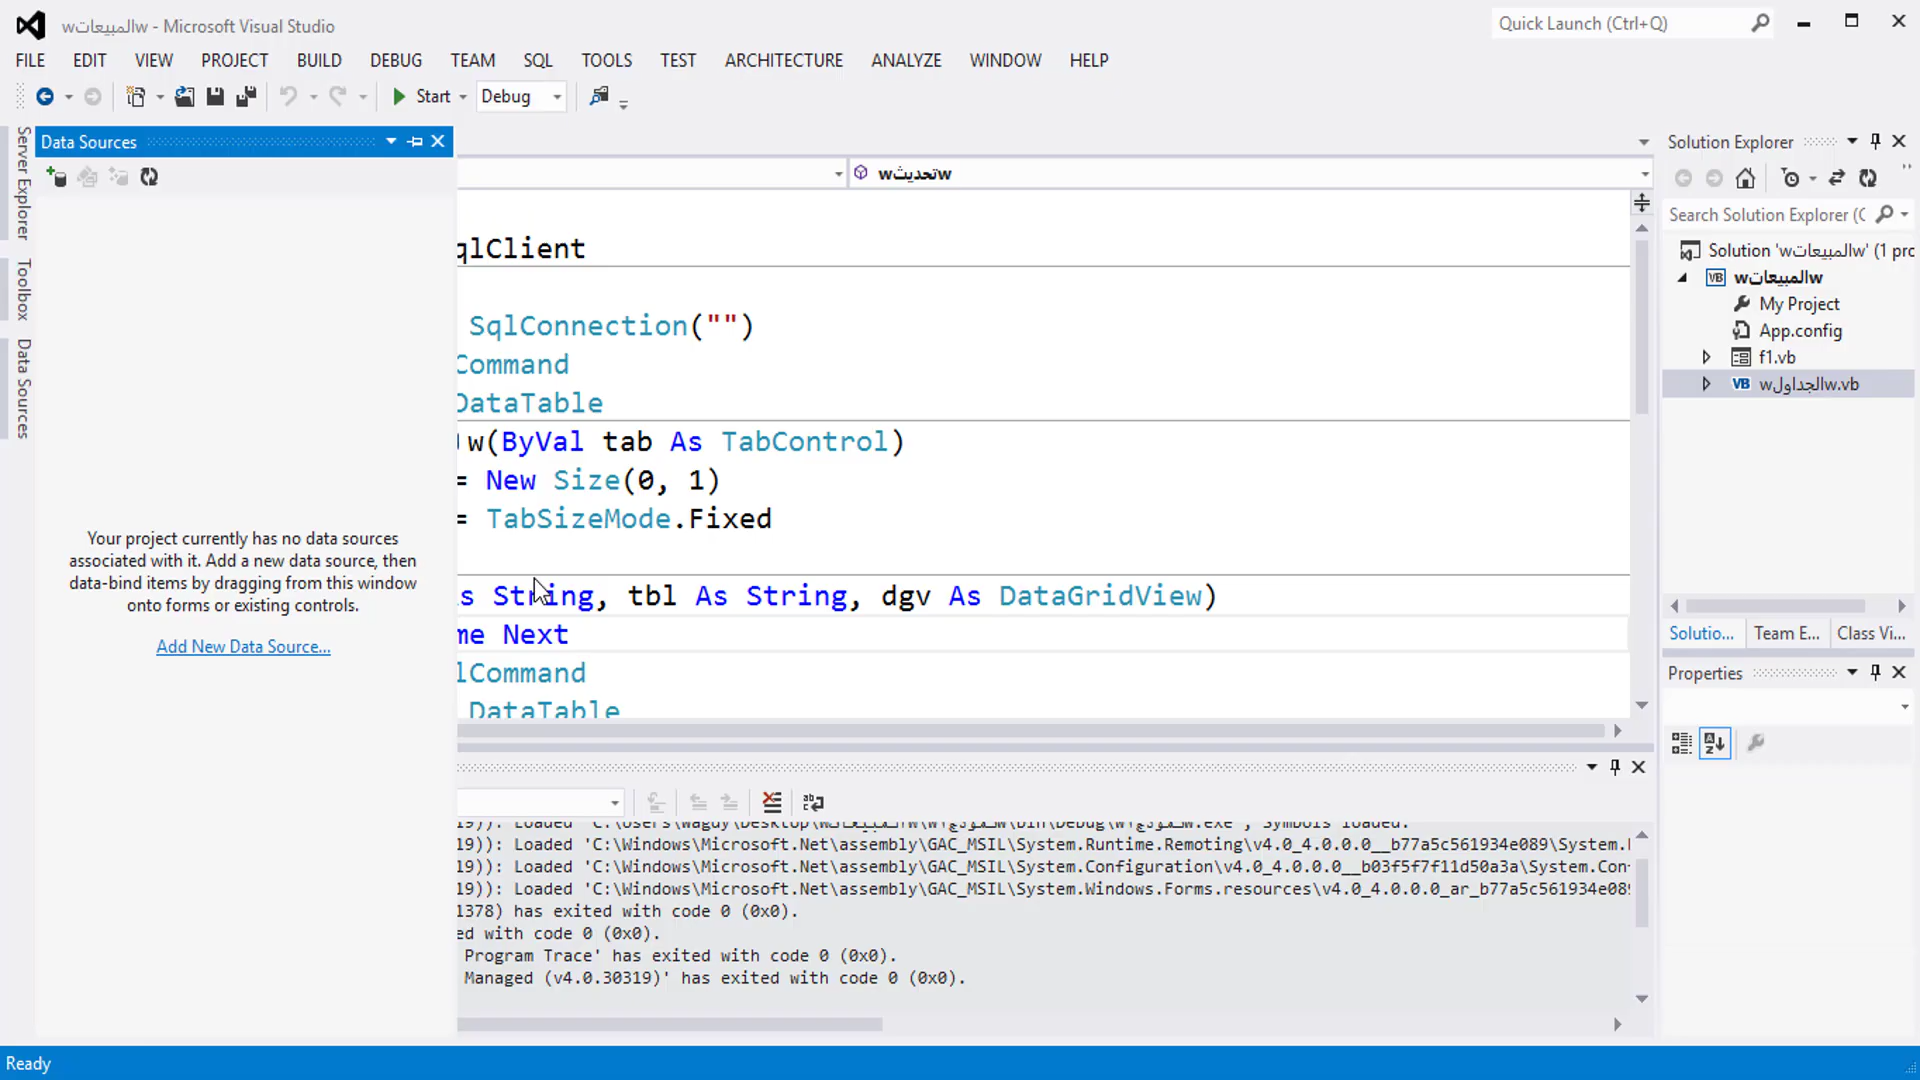 wالمبيعاتw - Microsoft Visual Studio
Quick Launch (Ctrl+Q)
FILE EDIT VIEW PROJECT BUILD DEBUG TEAM SQL TOOLS TEST ARCHITECTURE ANALYZE WINDOW HELP
Start Debug
Server Explorer
Toolbox
Data Sources
Data Sources
Your project currently has no data sources
associated with it. Add a new data source, then
data-bind items by dragging from this window
onto forms or existing controls.
Add New Data Source...
wتحديثw
qlClient
SqlConnection("")
Command
DataTable
w(ByVal tab As TabControl)
= New Size(0, 1)
= TabSizeMode.Fixed
s String, tbl As String, dgv As DataGridView)
me Next
lCommand
DataTable
19)): Loaded 'C:\Windows\Microsoft.Net\assembly\GAC_MSIL\System.Runtime.Remoting\v4.0_4.0.0.0__b77a5c561934e089\System.
19)): Loaded 'C:\Windows\Microsoft.Net\assembly\GAC_MSIL\System.Configuration\v4.0_4.0.0.0__b03f5f7f11d50a3a\System.Con
19)): Loaded 'C:\Windows\Microsoft.Net\assembly\GAC_MSIL\System.Windows.Forms.resources\v4.0_4.0.0.0_ar_b77a5c561934e089
1378) has exited with code 0 (0x0).
ed with code 0 (0x0).
Program Trace' has exited with code 0 (0x0).
Managed (v4.0.30319)' has exited with code 0 (0x0).
Solution Explorer
Search Solution Explorer (C
Solution 'wالمبيعاتw' (1 pro
wالمبيعاتw
My Project
App.config
f1.vb
wالجداولw.vb
Solutio... Team E... Class Vi...
Properties
Ready